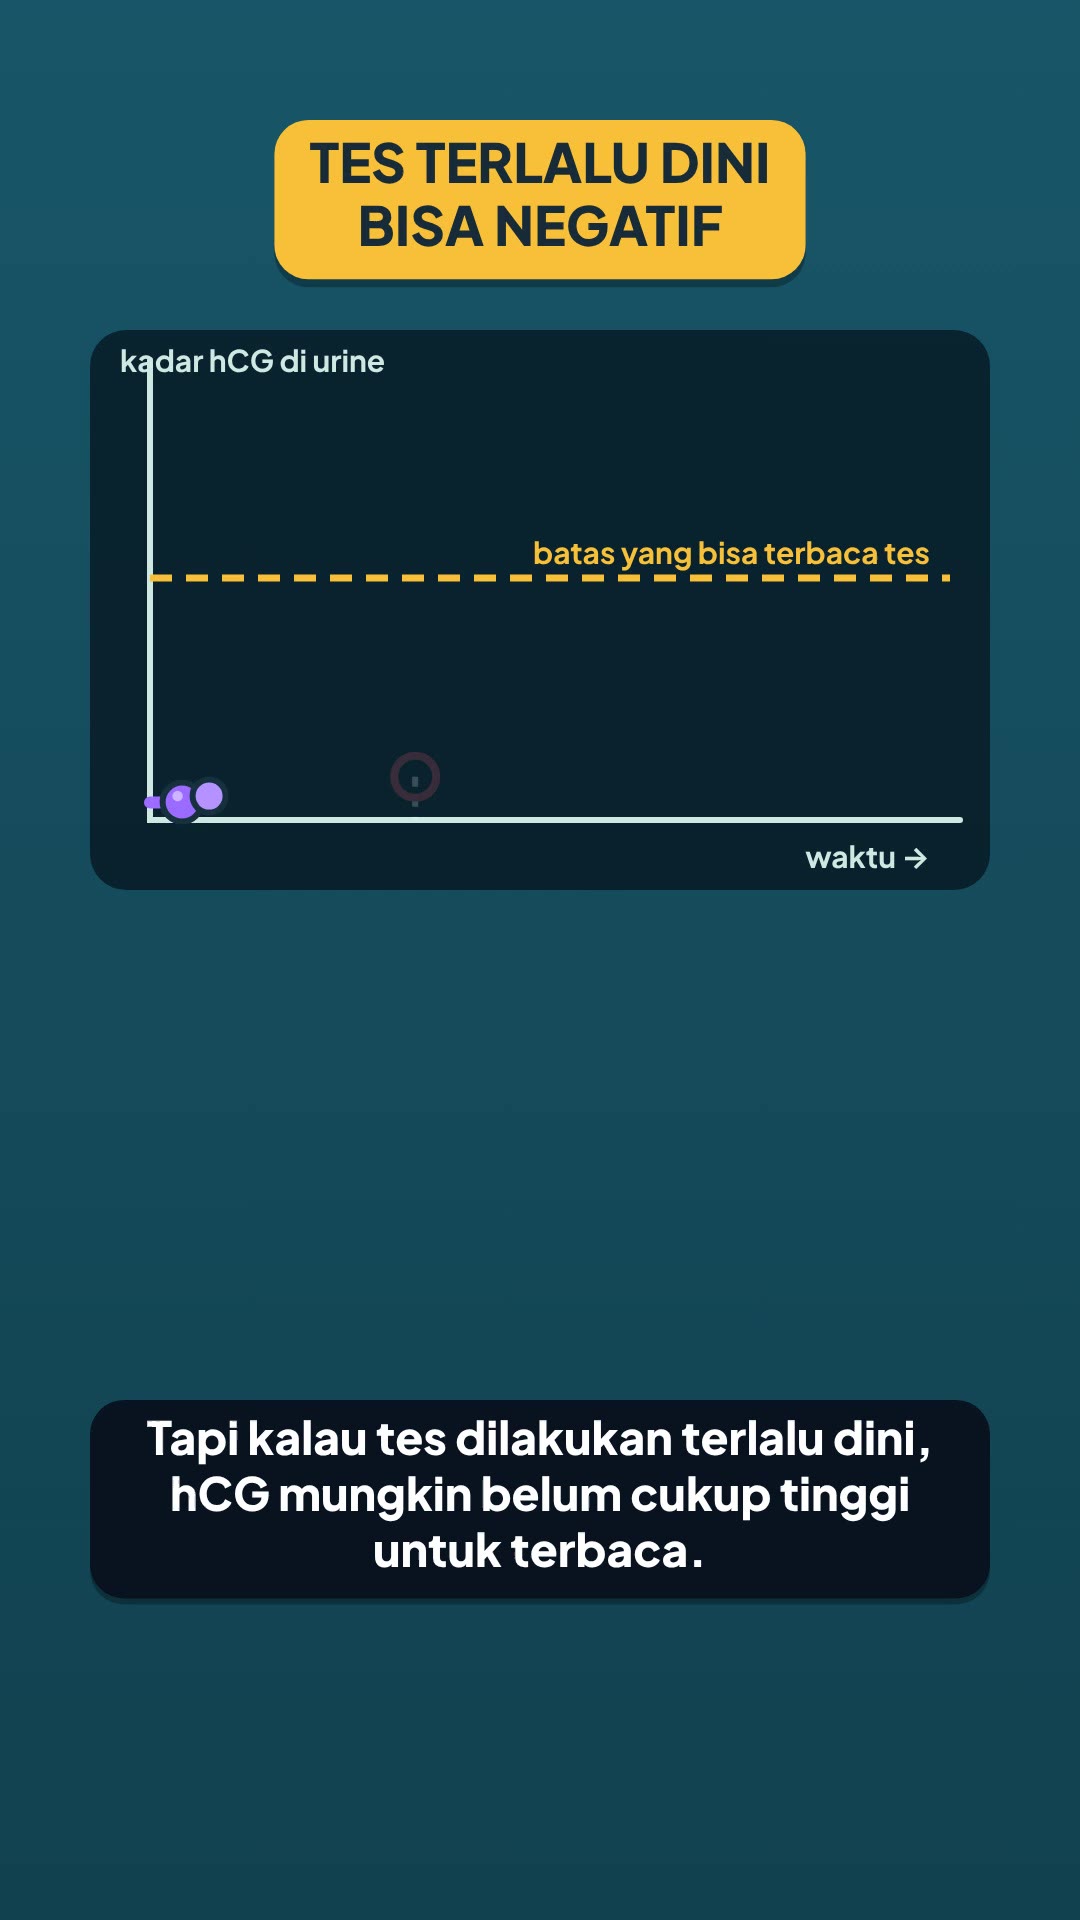 TES TERLALU DINI
BISA NEGATIF
kadar hCG di urine
batas yang bisa terbaca tes
waktu →
Tapi kalau tes dilakukan terlalu dini,
hCG mungkin belum cukup tinggi
untuk terbaca.